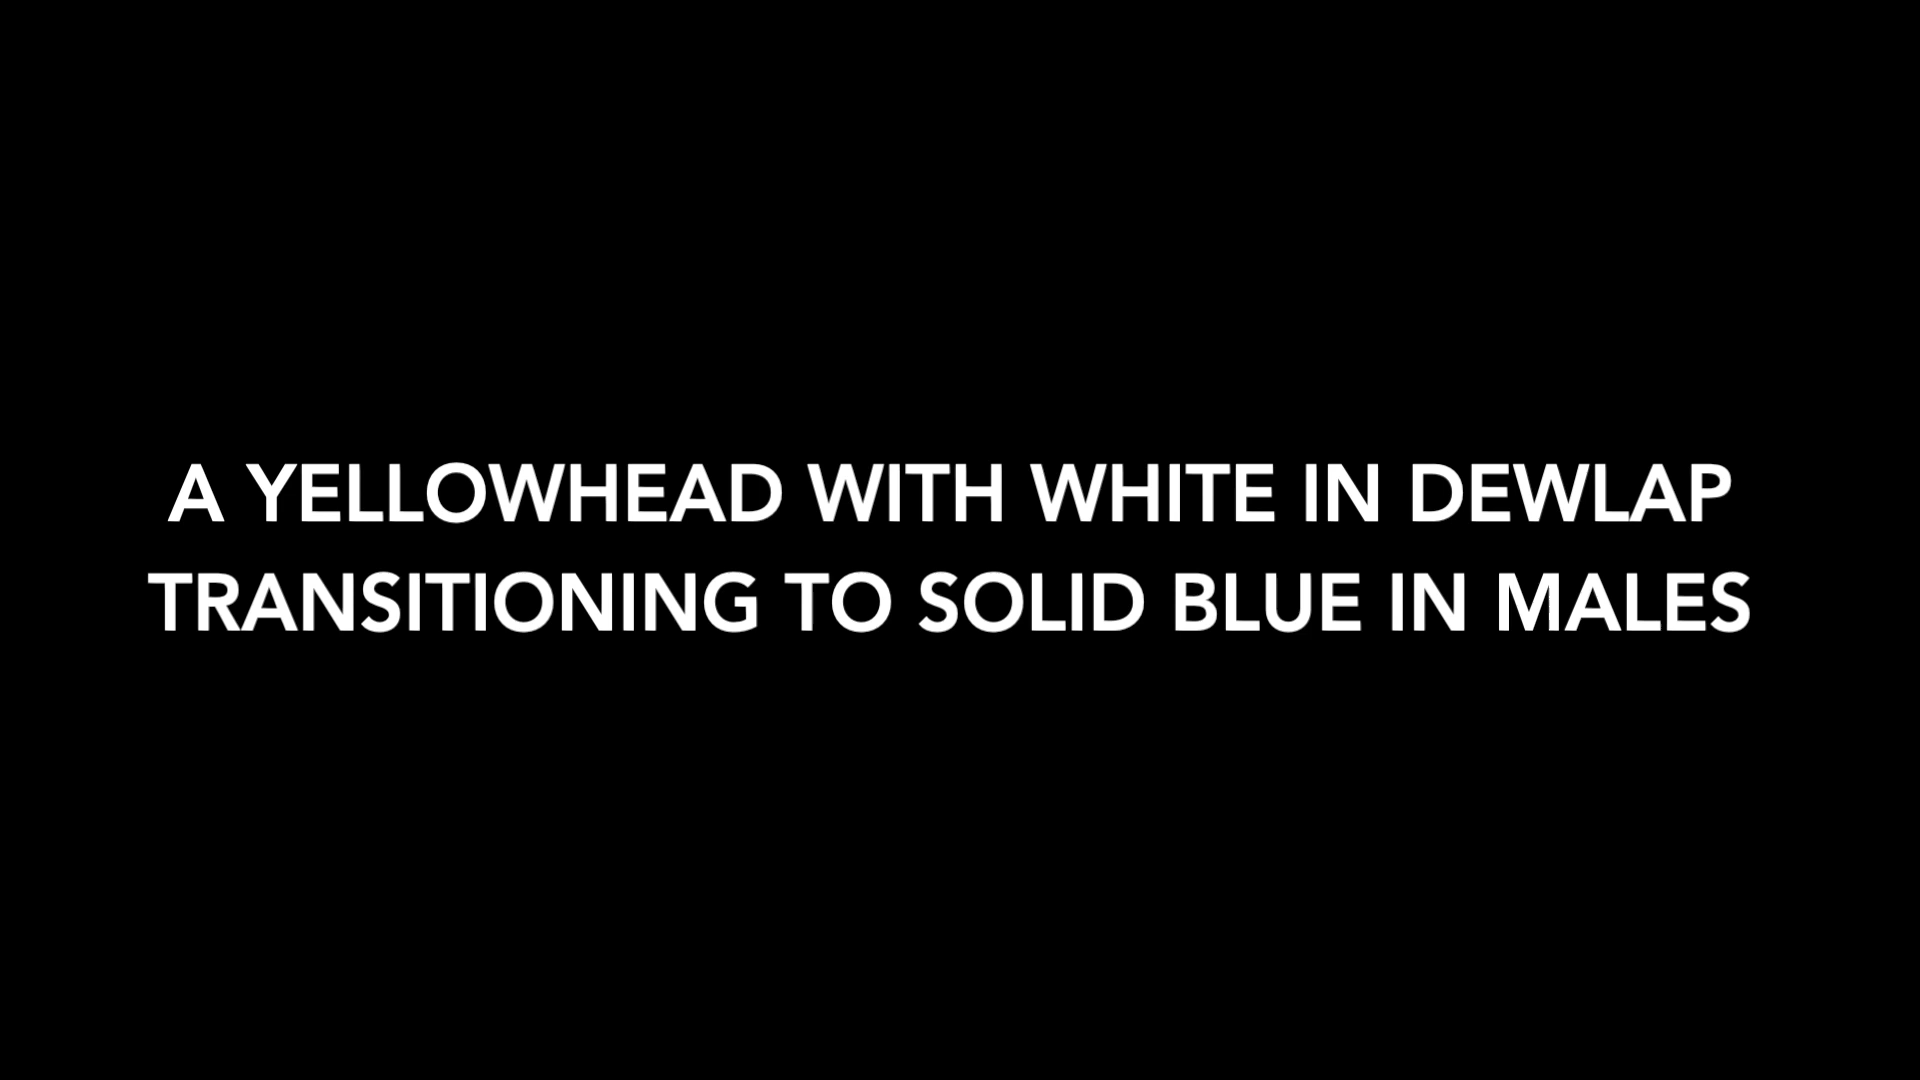 A YELLOWHEAD WITH WHITE IN DEWLAP
TRANSITIONING TO SOLID BLUE IN MALES